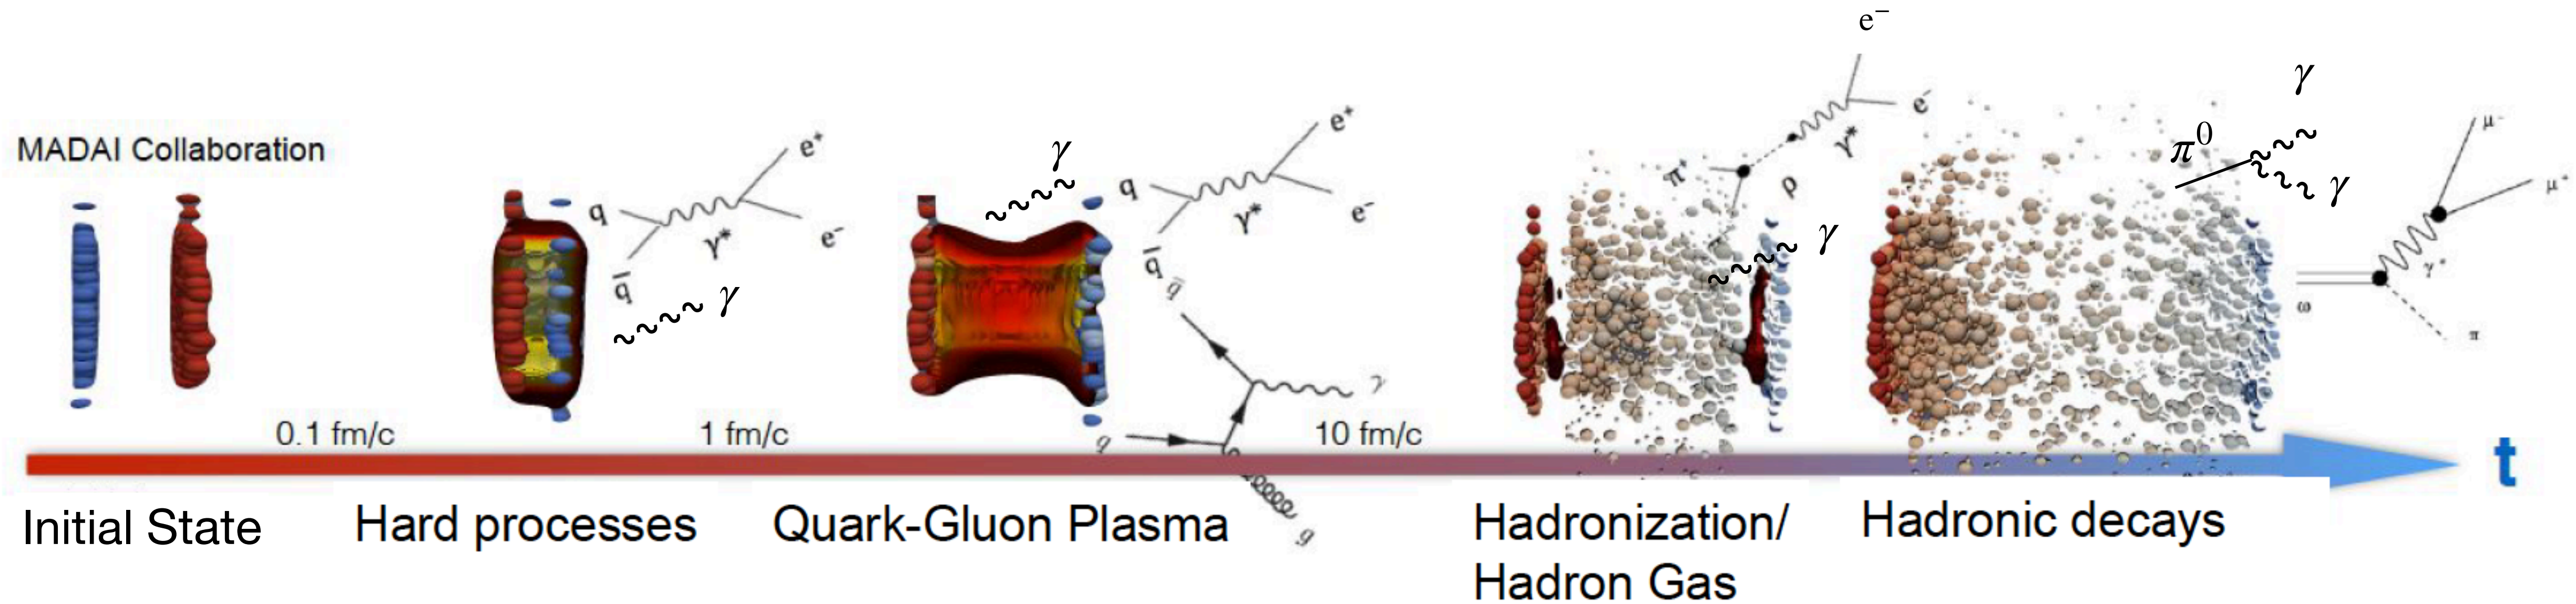 MADAI Collaboration
0.1 fm/c
Initial State
q
q̅
γ*
e⁺
e⁻
γ
Hard processes
1 fm/c
γ
q
q̅
γ*
e⁺
e⁻
q̅
q
γ
g
Quark-Gluon Plasma
10 fm/c
π⁺
ρ
γ*
e⁻
e⁻
γ
Hadronization/
Hadron Gas
π⁰
γ
γ
ω
γ*
μ⁻
μ⁺
π
Hadronic decays
t